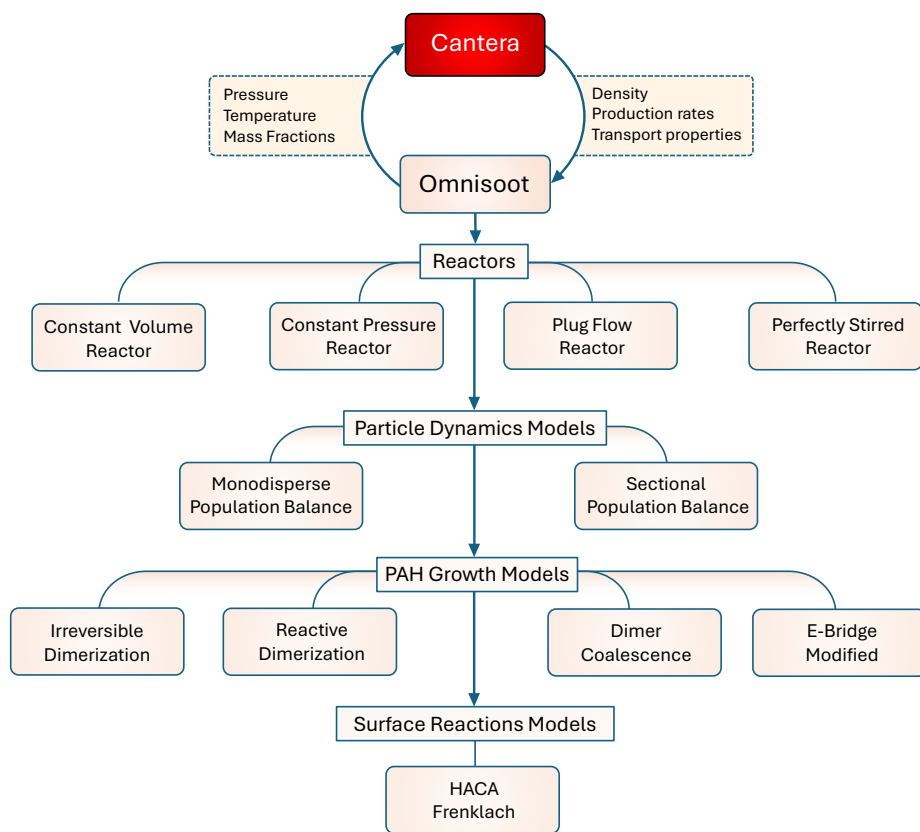 Cantera
Pressure
Temperature
Mass Fractions
Density
Production rates
Transport properties
Omnisoot
Reactors
Constant Volume
Reactor
Constant Pressure
Reactor
Plug Flow
Reactor
Perfectly Stirred
Reactor
Particle Dynamics Models
Monodisperse
Population Balance
Sectional
Population Balance
PAH Growth Models
Irreversible
Dimerization
Reactive
Dimerization
Dimer
Coalescence
E-Bridge
Modified
Surface Reactions Models
HACA
Frenklach